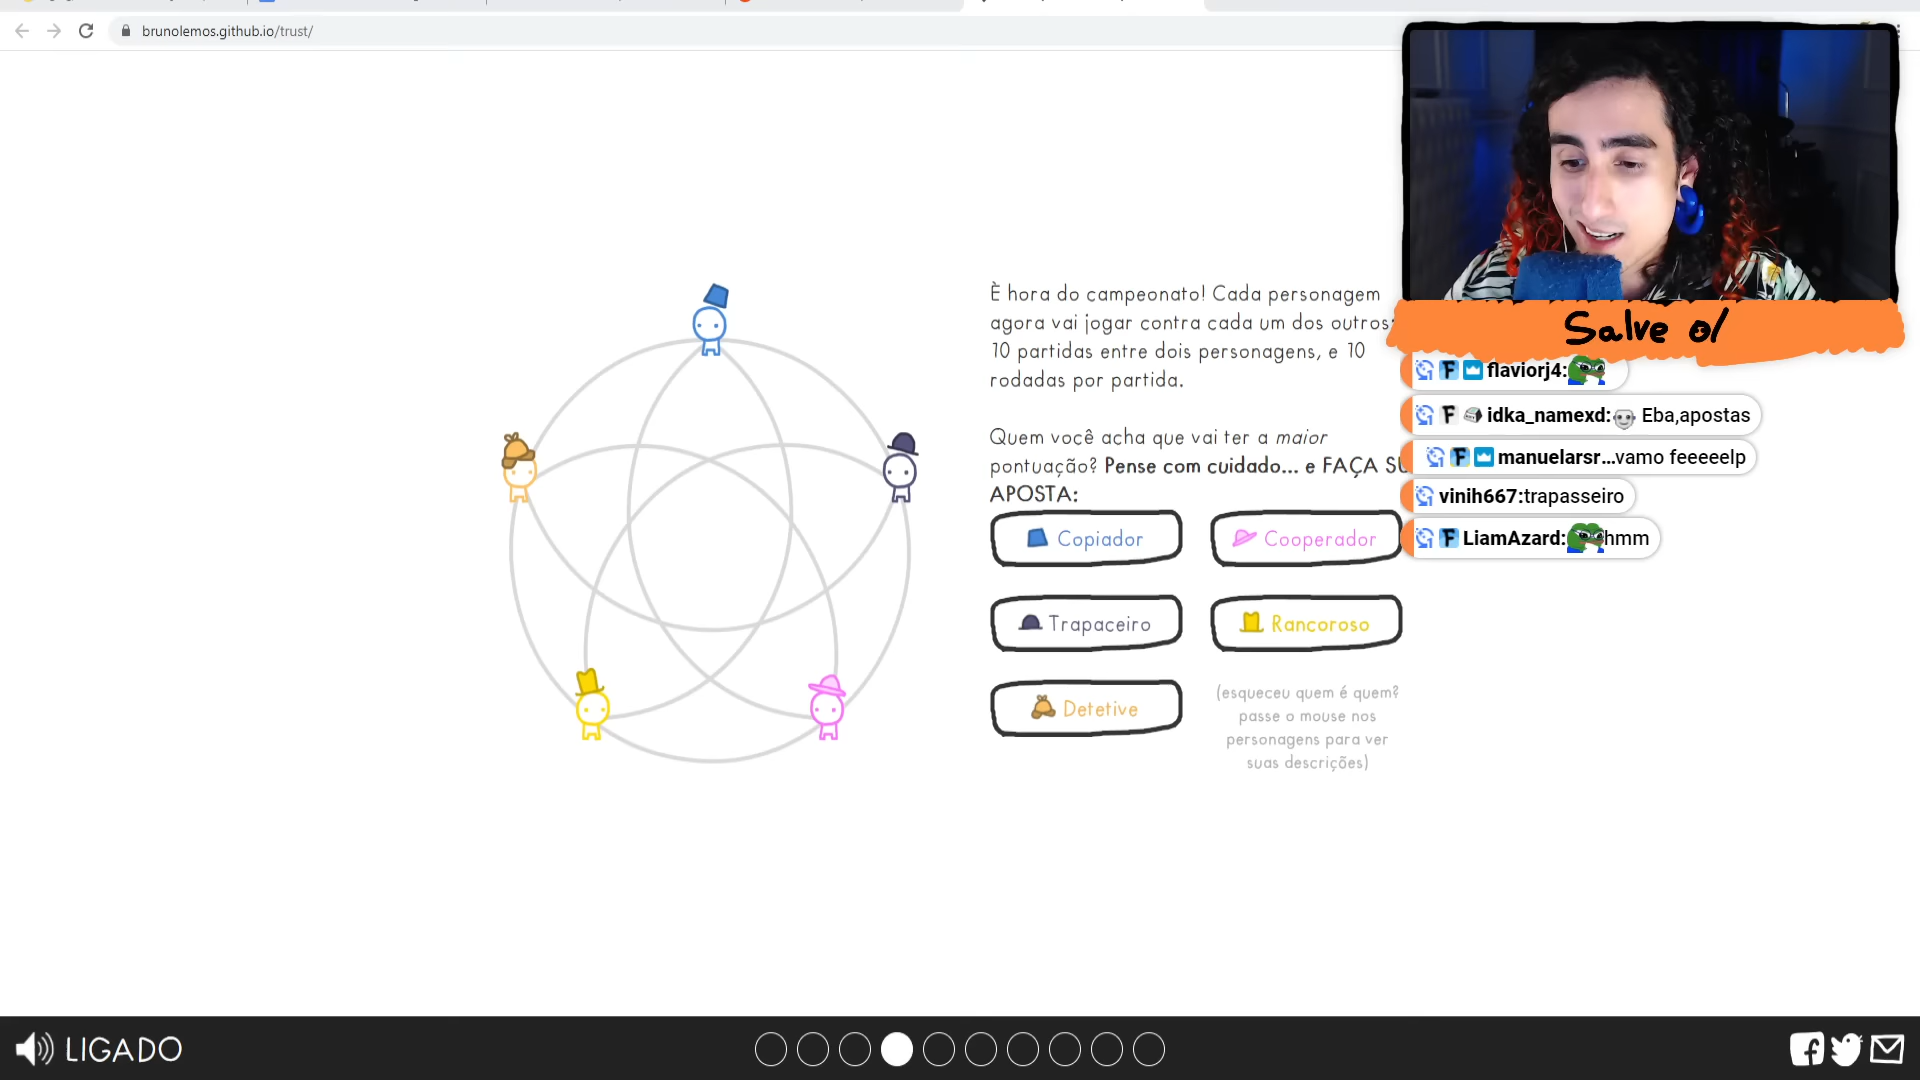 brunolemos.github.io/trust/
È hora do campeonato! Cada personagem
agora vai jogar contra cada um dos outros:
10 partidas entre dois personagens, e 10
rodadas por partida.
Quem você acha que vai ter a maior
pontuação? Pense com cuidado... e FAÇA SU
APOSTA:
Copiador
Cooperador
Trapaceiro
Rancoroso
Detetive
(esqueceu quem é quem?
passe o mouse nos
personagens para ver
suas descrições)
Salve o/
flaviorj4:
idka_namexd: Eba,apostas
manuelarsr...vamo feeeeelp
vinih667:trapasseiro
LiamAzard: hmm
LIGADO